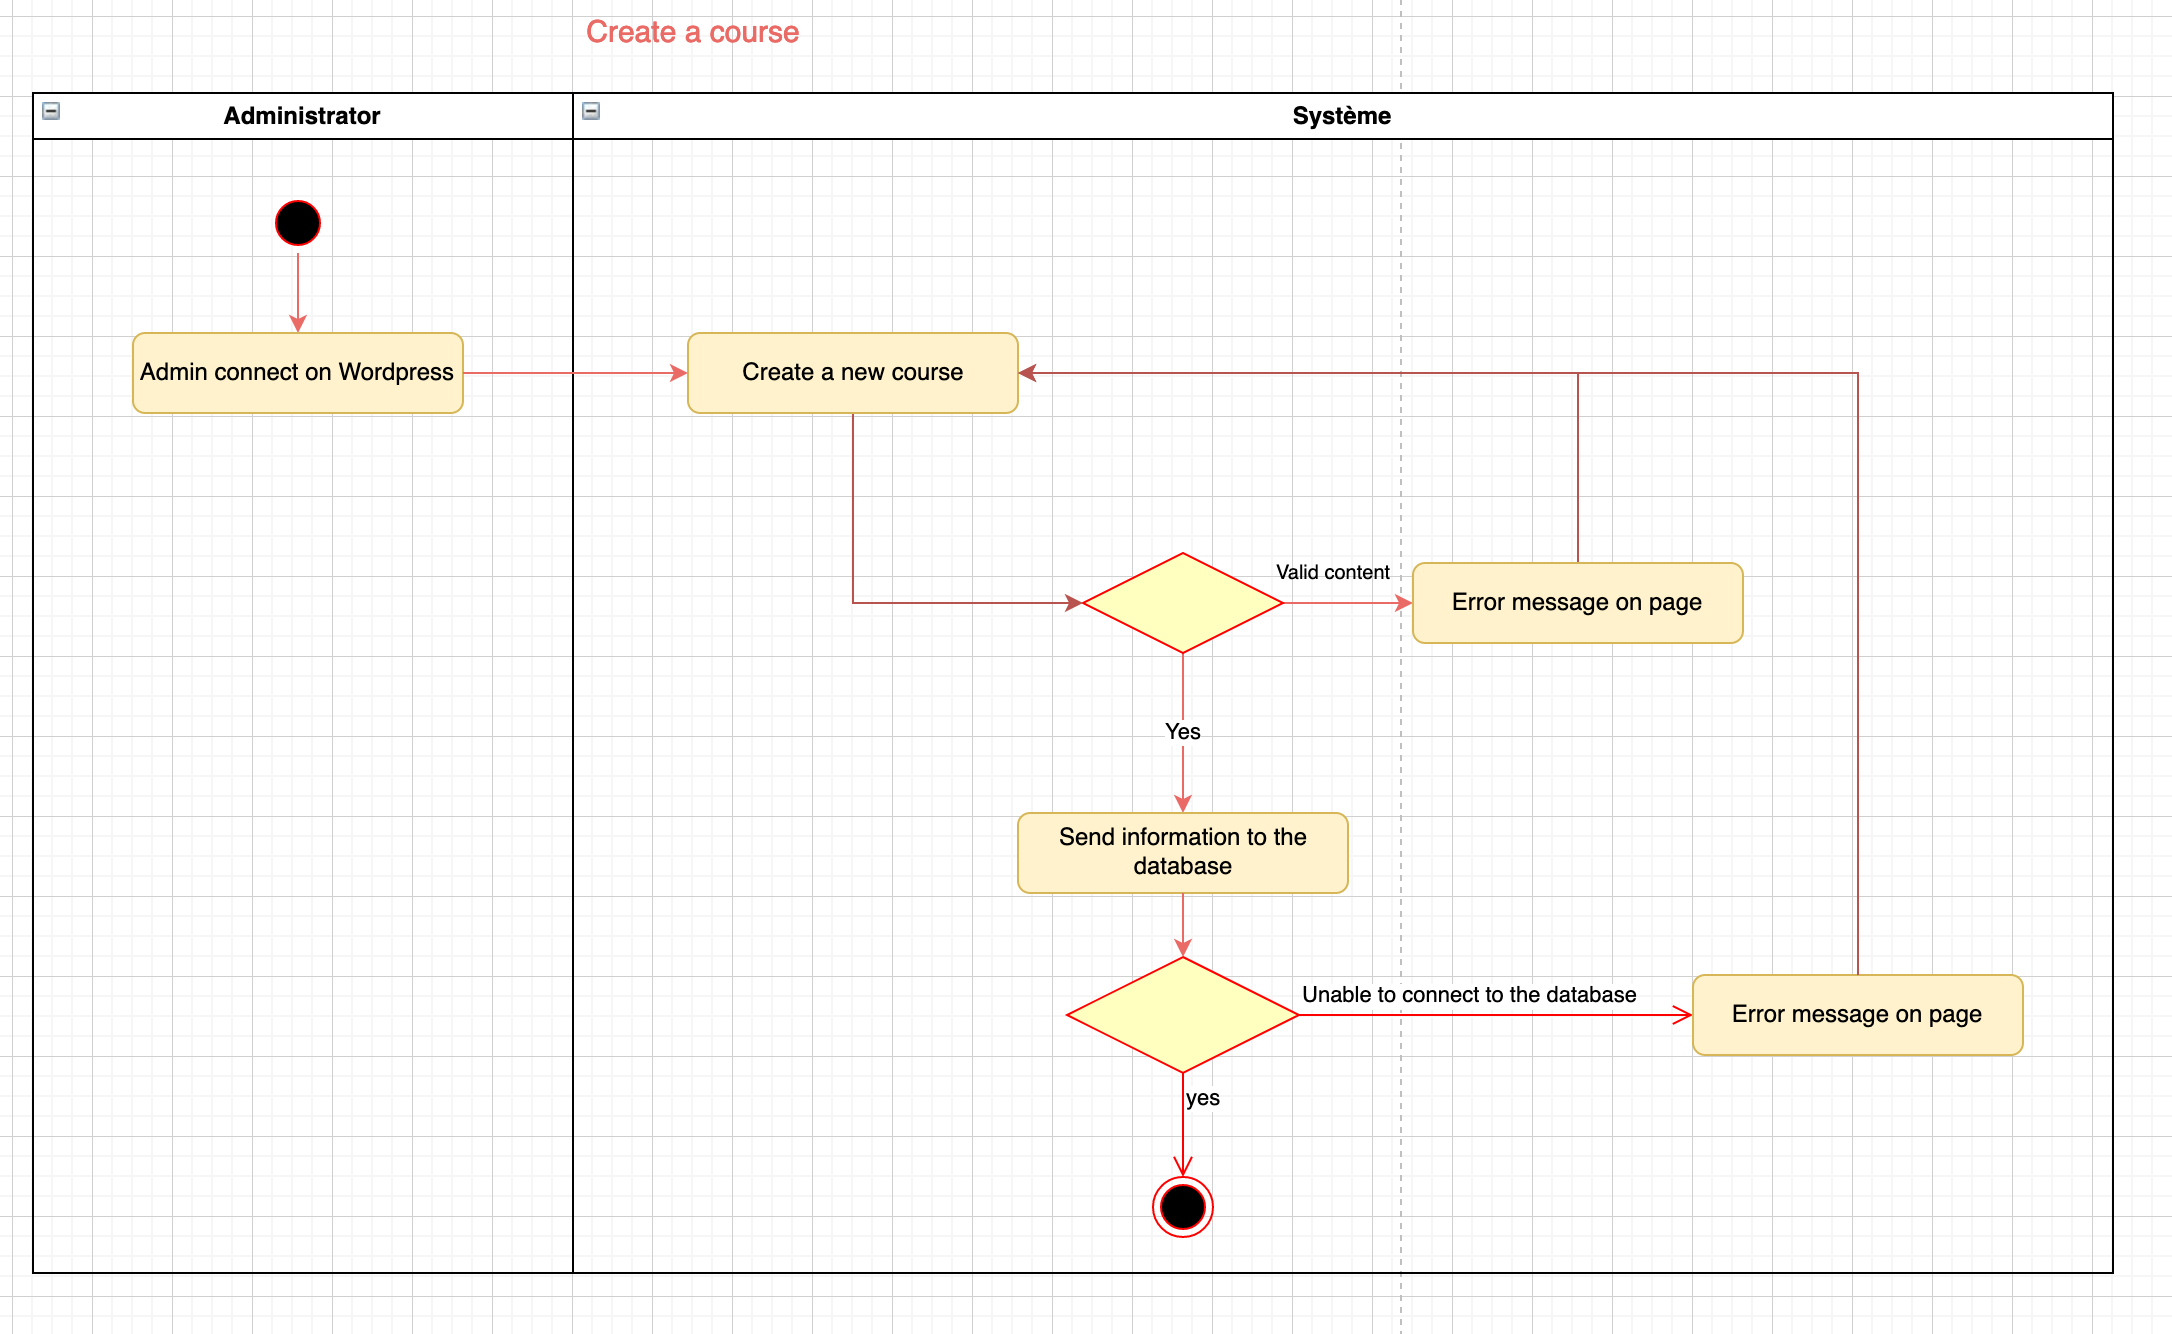 Create a course
Administrator
Système
Admin connect on Wordpress
Create a new course
Valid content
Error message on page
Yes
Send information to the
database
Unable to connect to the database
Error message on page
yes